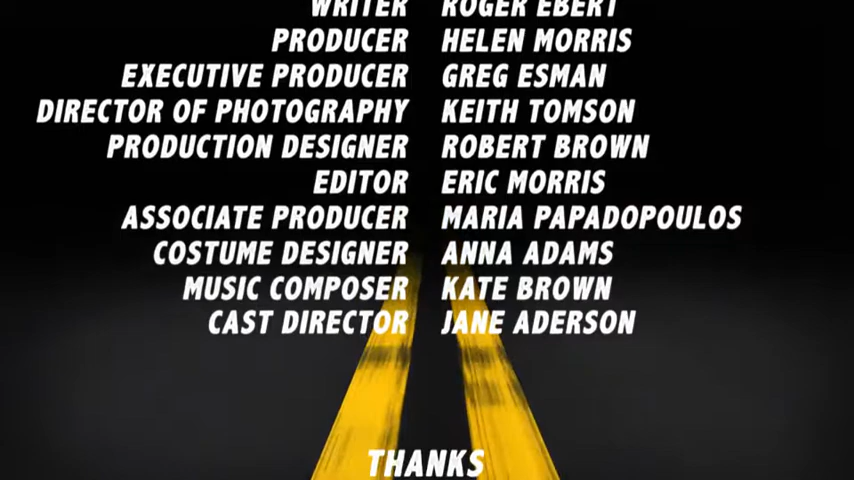 WRITER ROGER EBERT
PRODUCER HELEN MORRIS
EXECUTIVE PRODUCER GREG ESMAN
DIRECTOR OF PHOTOGRAPHY KEITH TOMSON
PRODUCTION DESIGNER ROBERT BROWN
EDITOR ERIC MORRIS
ASSOCIATE PRODUCER MARIA PAPADOPOULOS
COSTUME DESIGNER ANNA ADAMS
MUSIC COMPOSER KATE BROWN
CAST DIRECTOR JANE ADERSON
THANKS